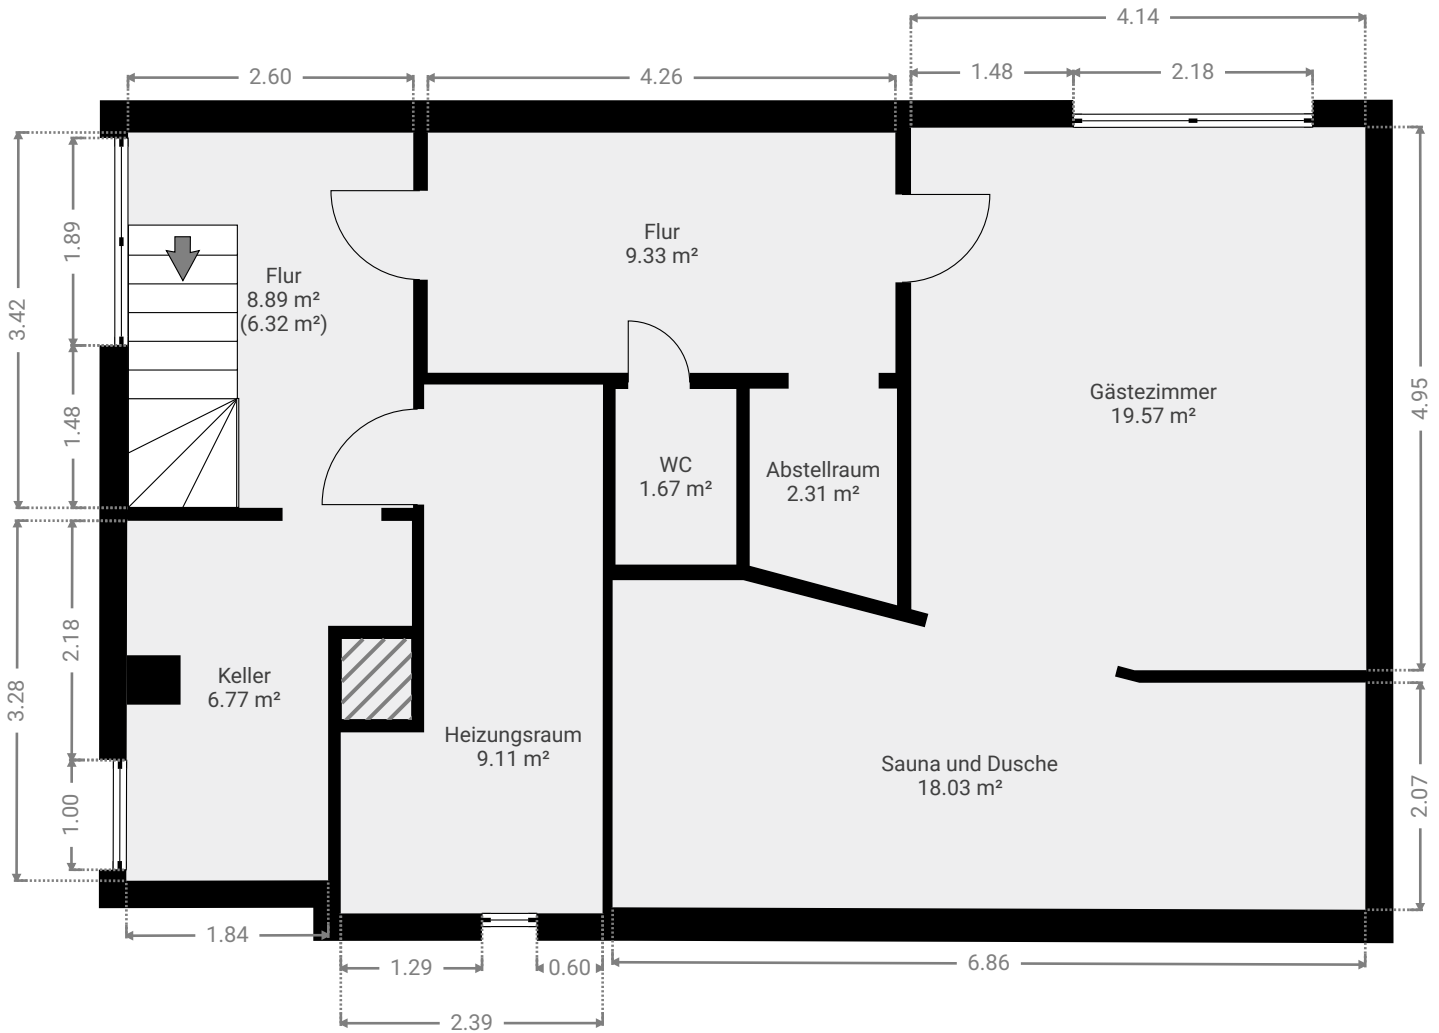 4.14
2.60
4.26
1.48
2.18
3.42
1.89
1.48
Flur
8.89 m²
(6.32 m²)
Flur
9.33 m²
Gästezimmer
19.57 m²
4.95
WC
1.67 m²
Abstellraum
2.31 m²
3.28
2.18
1.00
Keller
6.77 m²
Heizungsraum
9.11 m²
Sauna und Dusche
18.03 m²
2.07
1.84
1.29
0.60
6.86
2.39